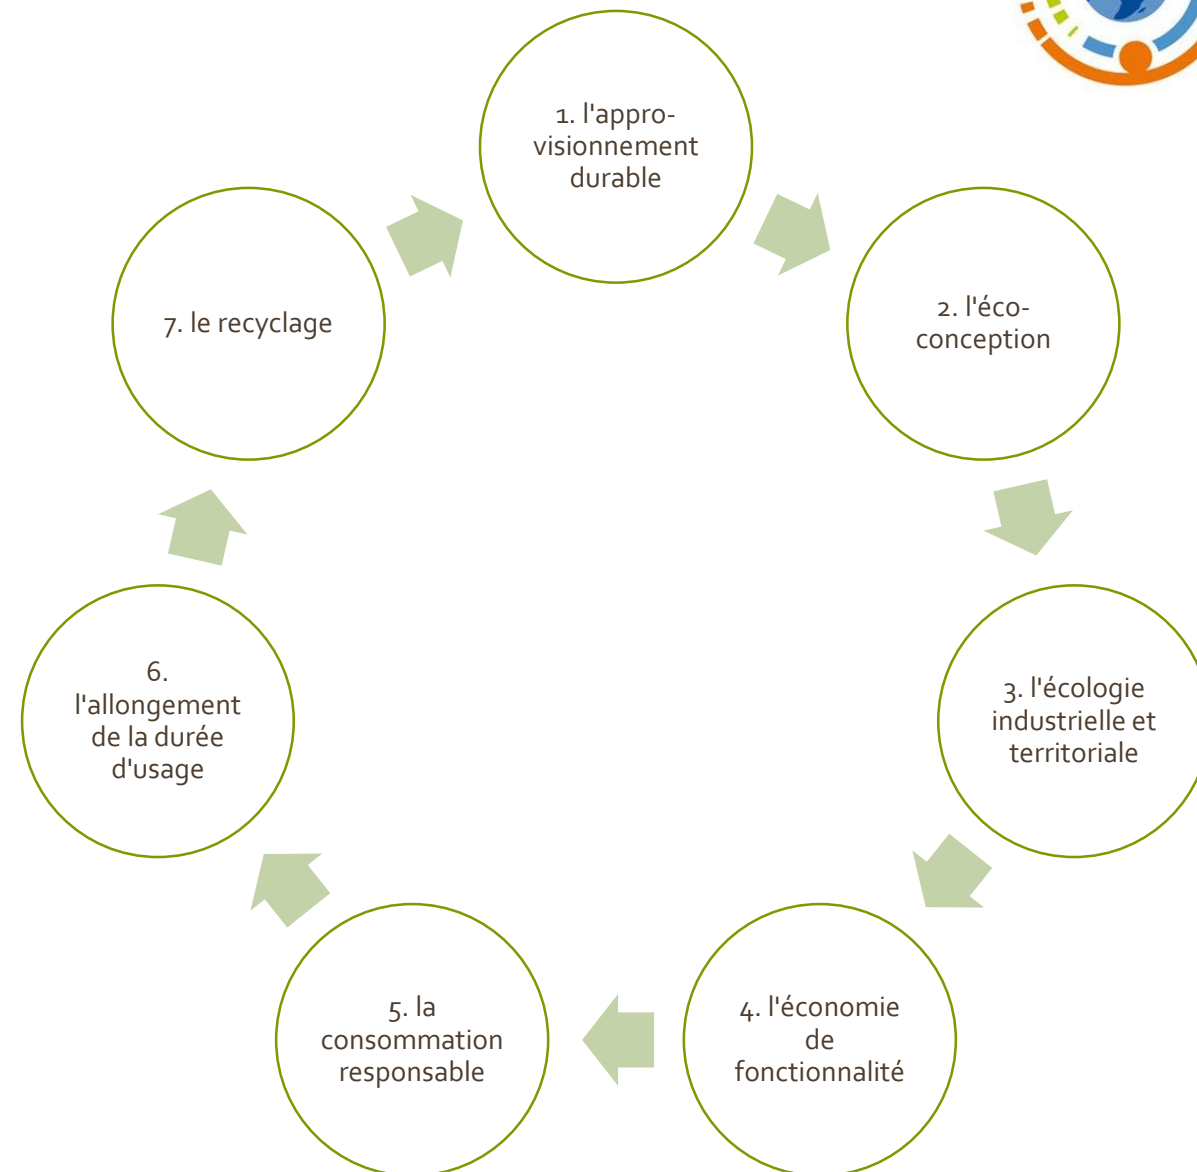 1. l'appro-
visionnement
durable
2. l'éco-
conception
3. l'écologie
industrielle et
territoriale
4. l'économie
de
fonctionnalité
5. la
consommation
responsable
6.
l'allongement
de la durée
d'usage
7. le recyclage